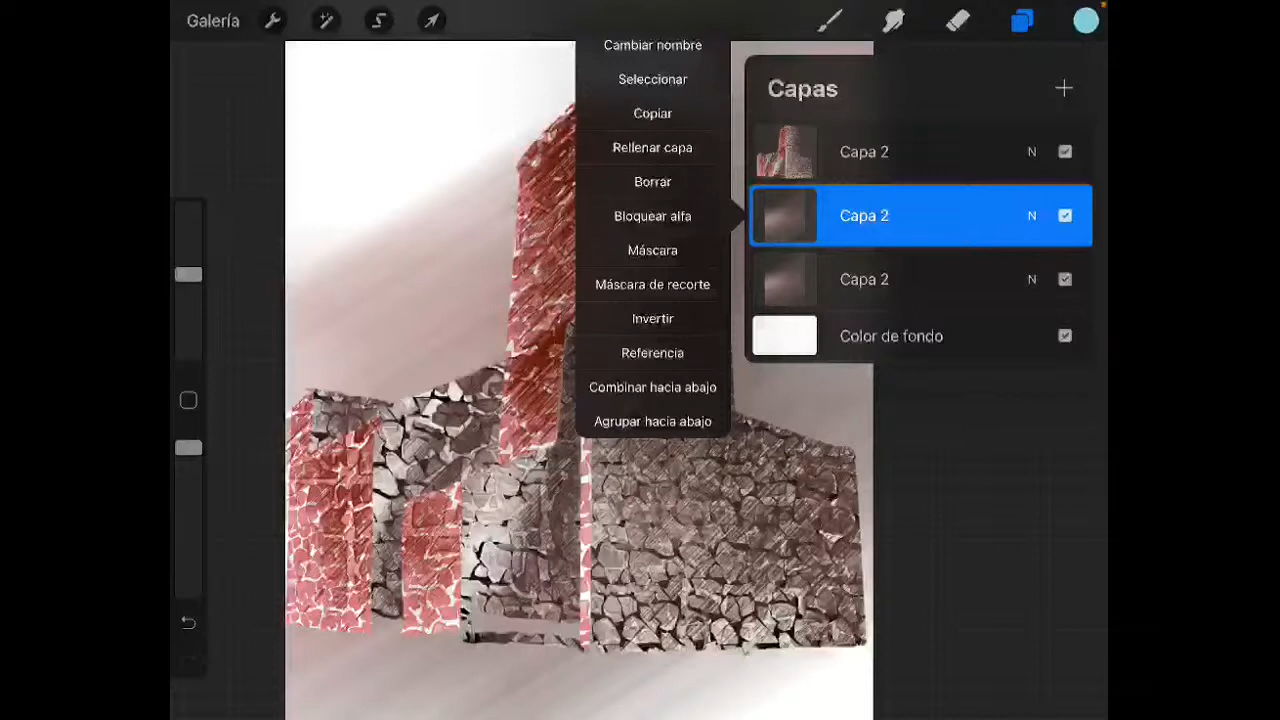 Galería
Cambiar nombre
Seleccionar
Copiar
Rellenar capa
Borrar
Bloquear alfa
Máscara
Máscara de recorte
Invertir
Referencia
Combinar hacia abajo
Agrupar hacia abajo
Capas
Capa 2 N
Capa 2 N
Capa 2 N
Color de fondo